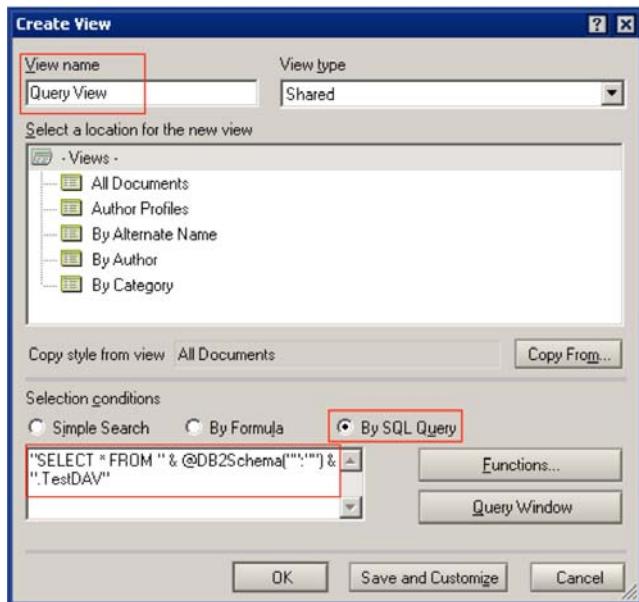 Create View
View name
View type
Query View
Shared
Select a location for the new view
- Views -
All Documents
Author Profiles
By Alternate Name
By Author
By Category
Copy style from view All Documents
Copy From...
Selection conditions
Simple Search By Formula By SQL Query
"SELECT * FROM " & @DB2Schema("":"") &
".TestDAV"
Functions...
Query Window
OK Save and Customize Cancel